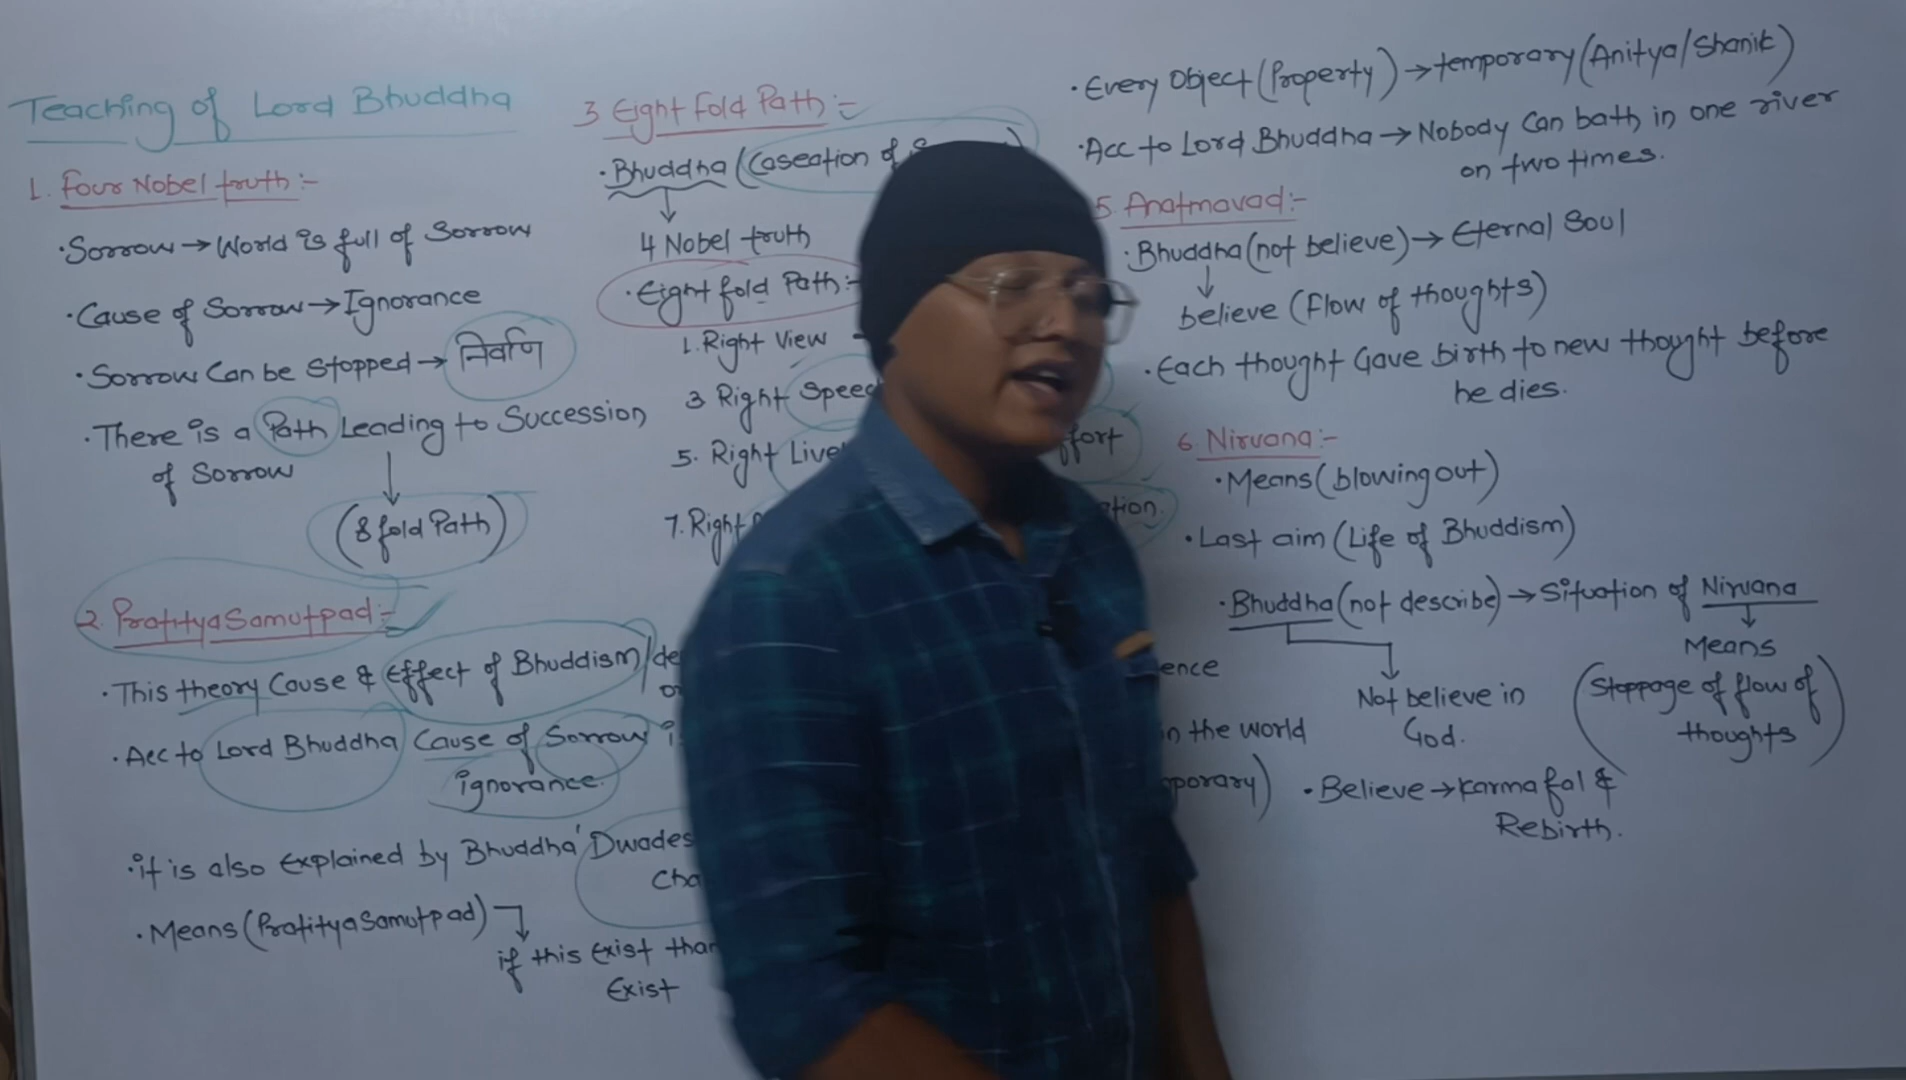 Teaching of Lord Bhuddha
1. Four Nobel truth:-
·Sorrow→World is full of Sorrow
·Cause of Sorrow→Ignorance
·Sorrow Can be Stopped→निर्वाण
·There is a Path Leading to Succession
of Sorrow
(8 fold Path)
2. PratityaSamutpad:-
·This theory Cause & Effect of Bhuddism/
·Acc to Lord Bhuddha Cause of Sorrow
ignorance.
·it is also Explained by Bhuddha'
·Means(PratityaSamutpad)
if this Exist
Exist
3 Eight fold Path:-
·Bhuddha (Coseation of
4 Nobel truth
·Eight fold Path:-
1. Right View
3 Right
5. Right
7. Right
in the world
·Every Object(Property)→temporary(Anitya/Shanik)
·Acc to Lord Bhuddha→Nobody Can bath in one river
on two times.
5 Anatmavad:-
·Bhuddha(not believe)→Eternal Soul
believe (Flow of thoughts)
·Each thought Gave birth to new thought before
he dies.
6 Nirvana:-
·Means(blowing out)
·Last aim (Life of Bhuddism)
·Bhuddha(not describe)→Situation of Nirvana
Means
(Stoppage of flow of
thoughts)
Not believe in
God.
·Believe→Karma fal &
Rebirth.